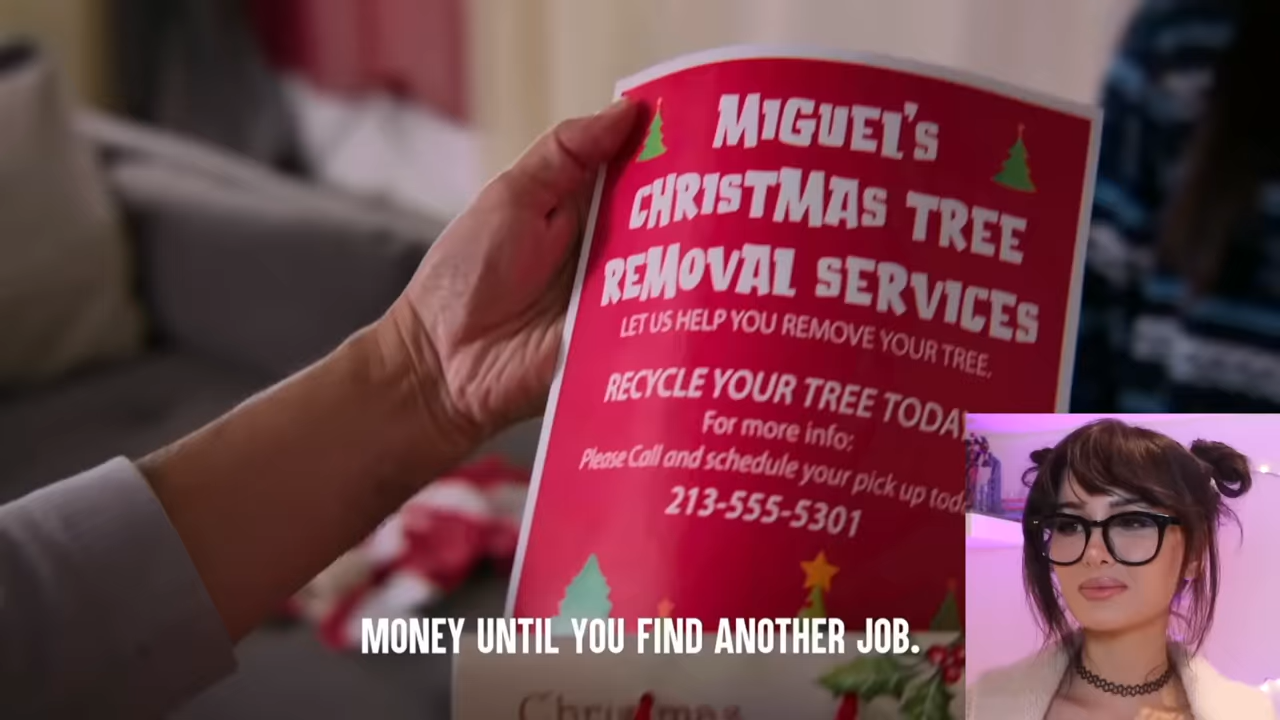 MIGUEL'S
CHRISTMAS TREE
REMOVAL SERVICES
LET US HELP YOU REMOVE YOUR TREE.
RECYCLE YOUR TREE TODAY
For more info:
Please Call and schedule your pick up
213-555-5301
MONEY UNTIL YOU FIND ANOTHER JOB.
Christmas